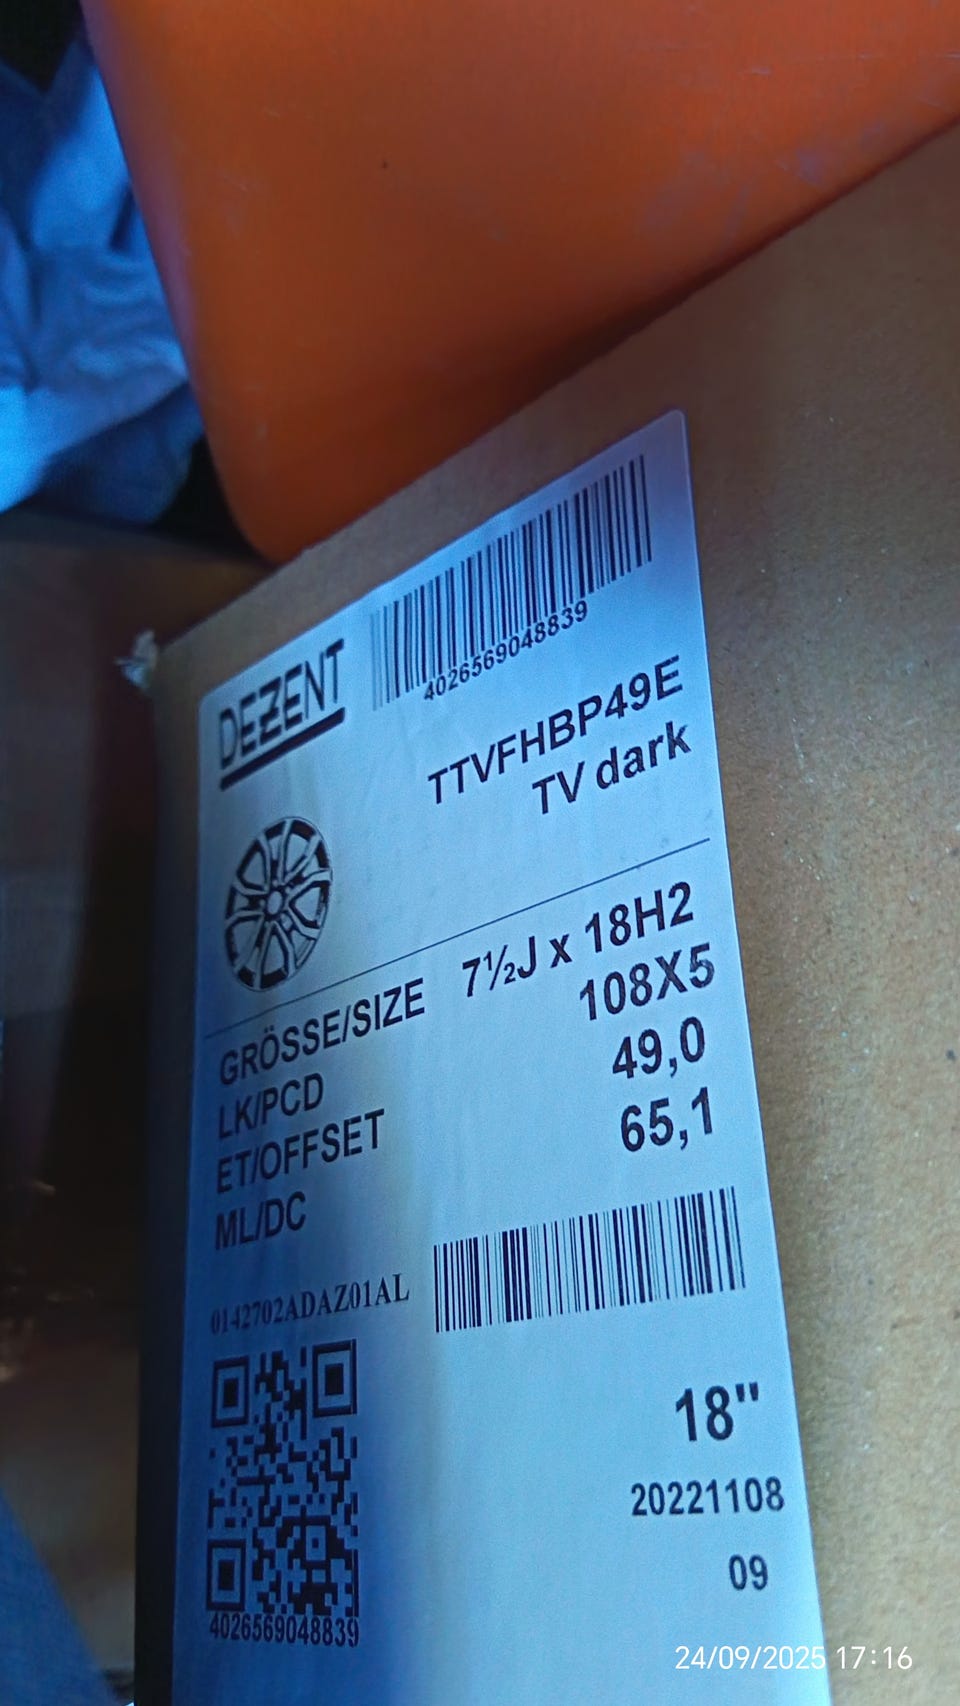 DEZENT
4026569048839
TTVFHBP49E
TV dark
GRÖSSE/SIZE 7½J x 18H2
LK/PCD 108X5
ET/OFFSET 49,0
ML/DC 65,1
0142702ADAZ01AL
18"
20221108
09
4026569048839
24/09/2025 17:16